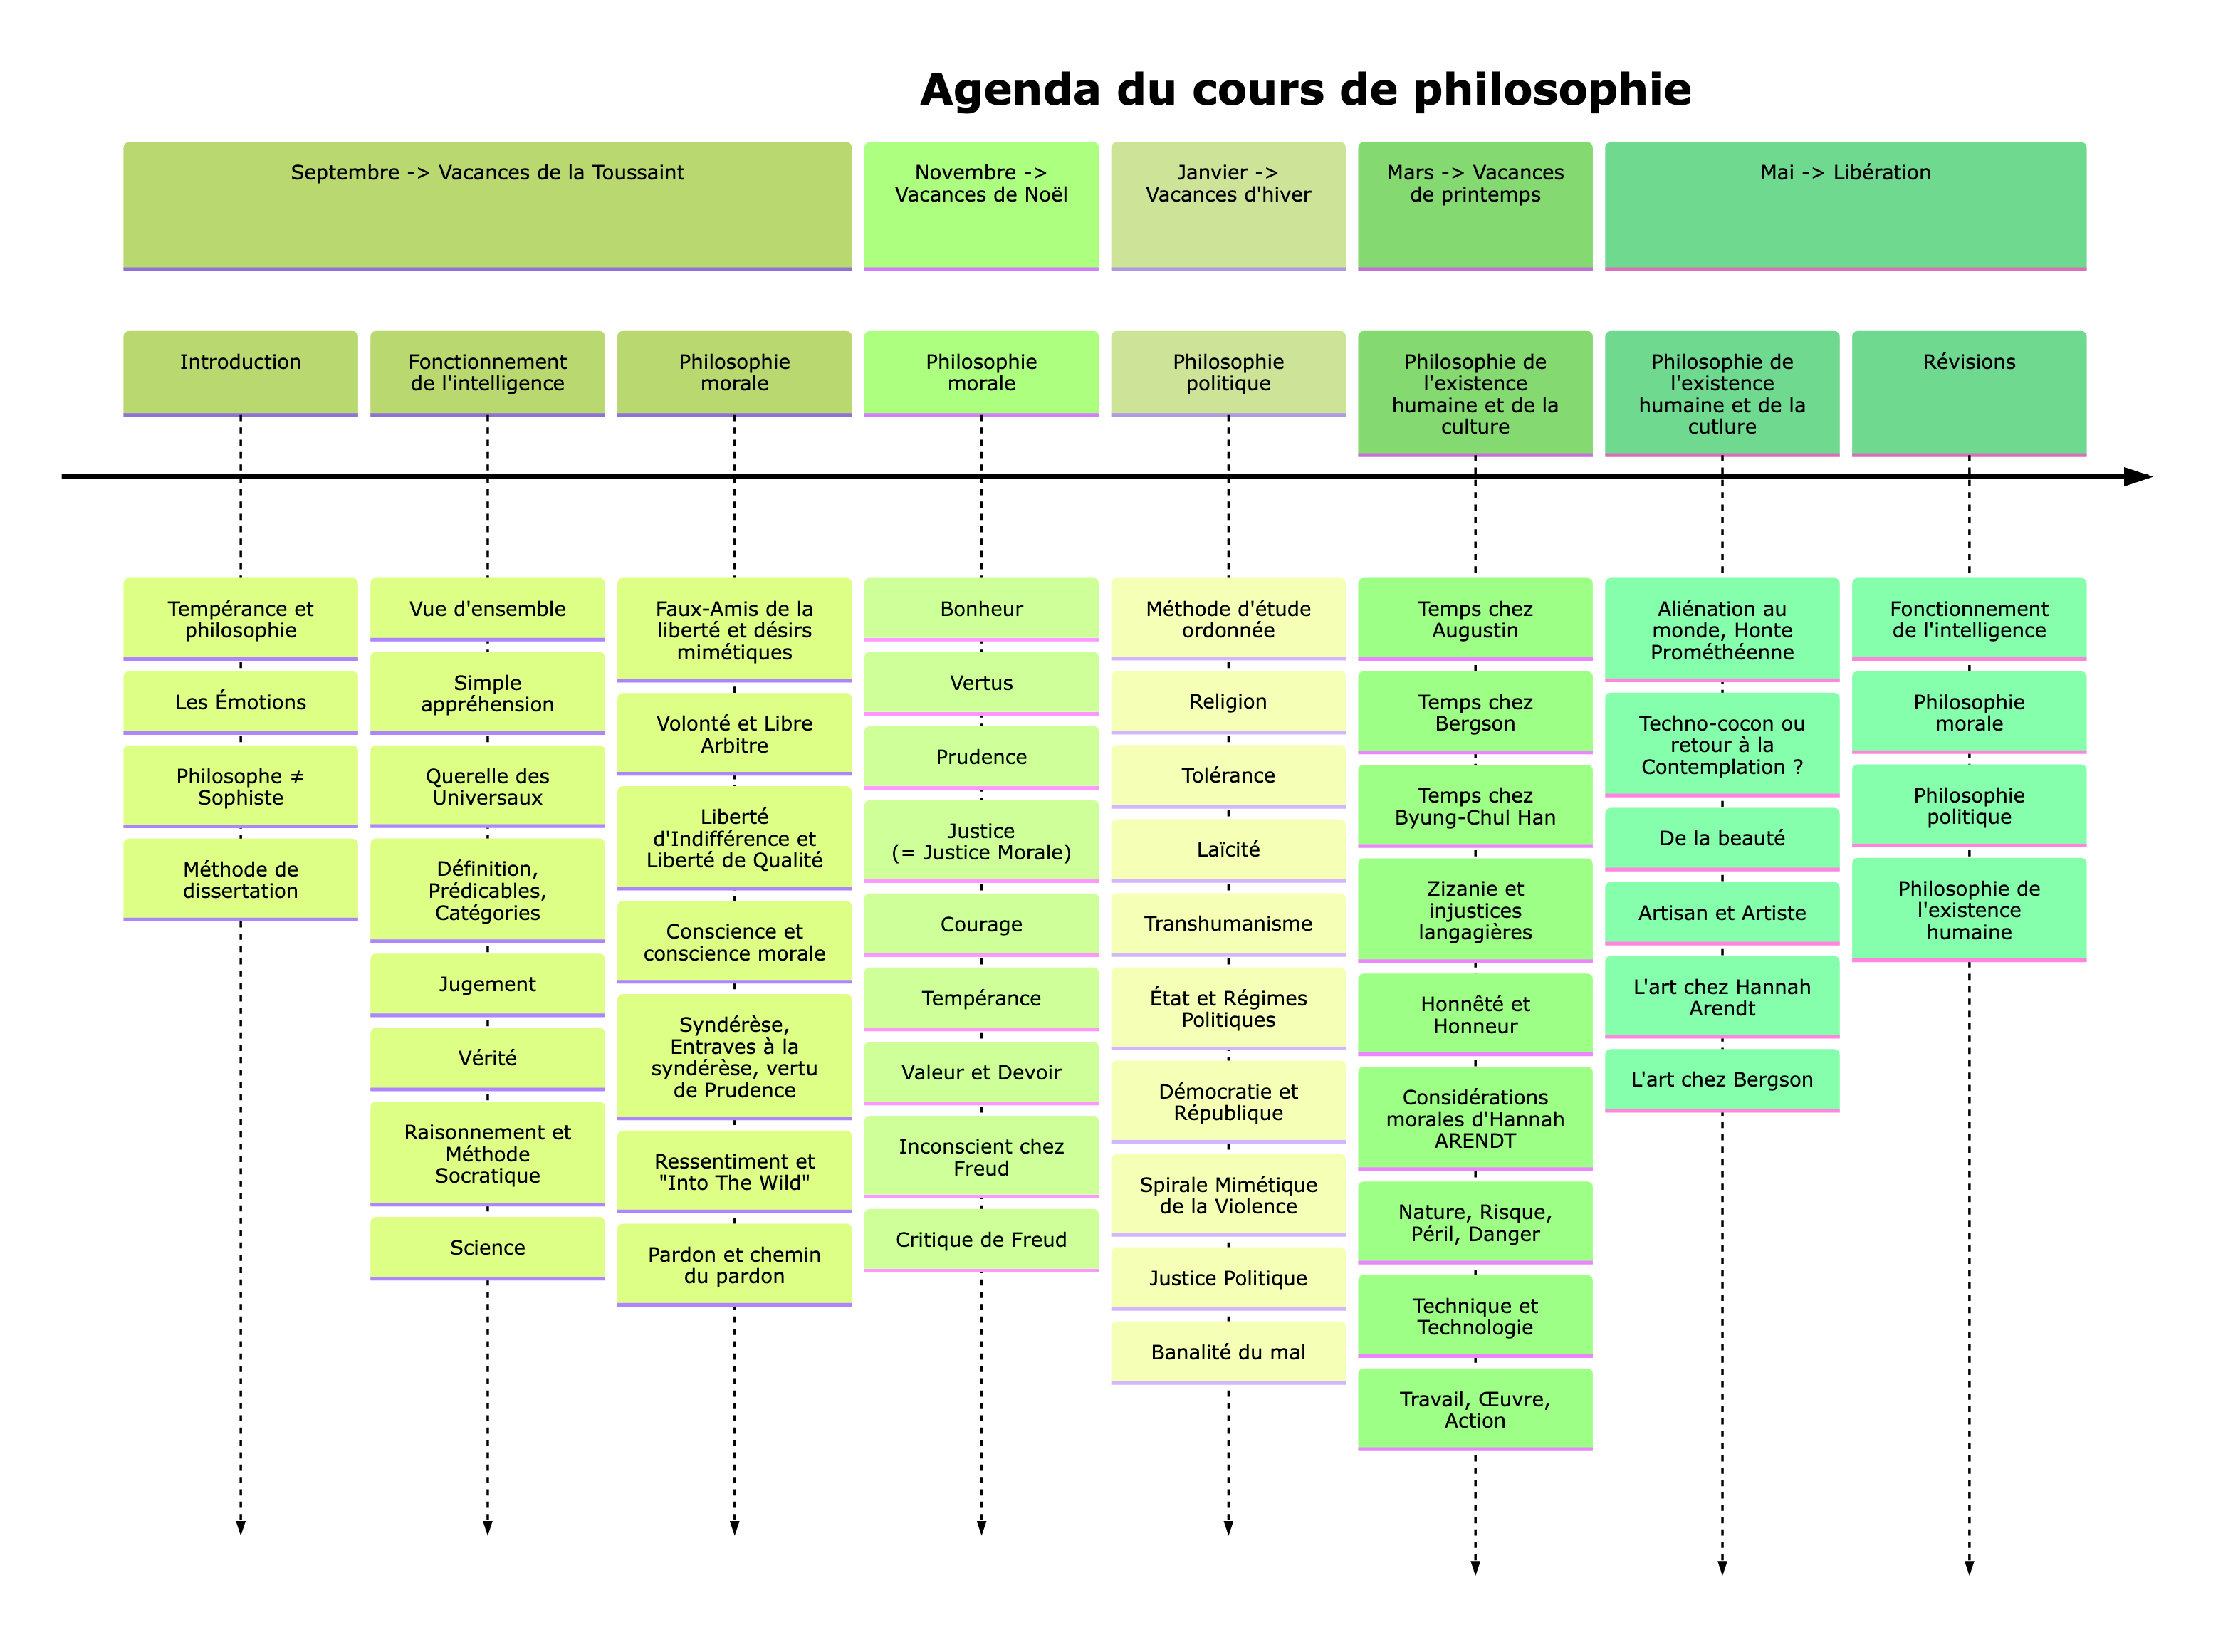 Agenda du cours de philosophie
Septembre -> Vacances de la Toussaint
Novembre ->
Vacances de Noël
Janvier ->
Vacances d'hiver
Mars -> Vacances
de printemps
Mai -> Libération
Introduction
Fonctionnement
de l'intelligence
Philosophie
morale
Philosophie
morale
Philosophie
politique
Philosophie de
l'existence
humaine et de la
culture
Philosophie de
l'existence
humaine et de la
cutlure
Révisions
Tempérance et
philosophie
Les Émotions
Philosophe ≠
Sophiste
Méthode de
dissertation
Vue d'ensemble
Simple
appréhension
Querelle des
Universaux
Définition,
Prédicables,
Catégories
Jugement
Vérité
Raisonnement et
Méthode
Socratique
Science
Faux-Amis de la
liberté et désirs
mimétiques
Volonté et Libre
Arbitre
Liberté
d'Indifférence et
Liberté de Qualité
Conscience et
conscience morale
Syndérèse,
Entraves à la
syndérèse, vertu
de Prudence
Ressentiment et
"Into The Wild"
Pardon et chemin
du pardon
Bonheur
Vertus
Prudence
Justice
(= Justice Morale)
Courage
Tempérance
Valeur et Devoir
Inconscient chez
Freud
Critique de Freud
Méthode d'étude
ordonnée
Religion
Tolérance
Laïcité
Transhumanisme
État et Régimes
Politiques
Démocratie et
République
Spirale Mimétique
de la Violence
Justice Politique
Banalité du mal
Temps chez
Augustin
Temps chez
Bergson
Temps chez
Byung-Chul Han
Zizanie et
injustices
langagières
Honnêté et
Honneur
Considérations
morales d'Hannah
ARENDT
Nature, Risque,
Péril, Danger
Technique et
Technologie
Travail, Œuvre,
Action
Aliénation au
monde, Honte
Prométhéenne
Techno-cocon ou
retour à la
Contemplation ?
De la beauté
Artisan et Artiste
L'art chez Hannah
Arendt
L'art chez Bergson
Fonctionnement
de l'intelligence
Philosophie
morale
Philosophie
politique
Philosophie de
l'existence
humaine